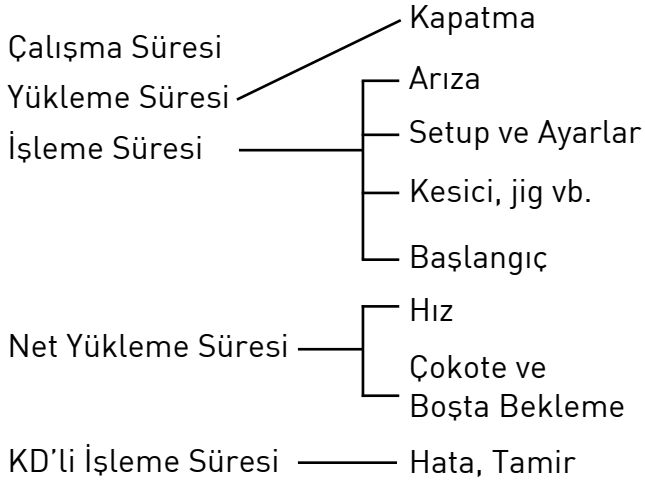 Çalışma Süresi
Kapatma
Yükleme Süresi
Arıza
İşleme Süresi
Setup ve Ayarlar
Kesici, jig vb.
Başlangıç
Net Yükleme Süresi
Hız
Çokote ve
Boşta Bekleme
KD'li İşleme Süresi
Hata, Tamir